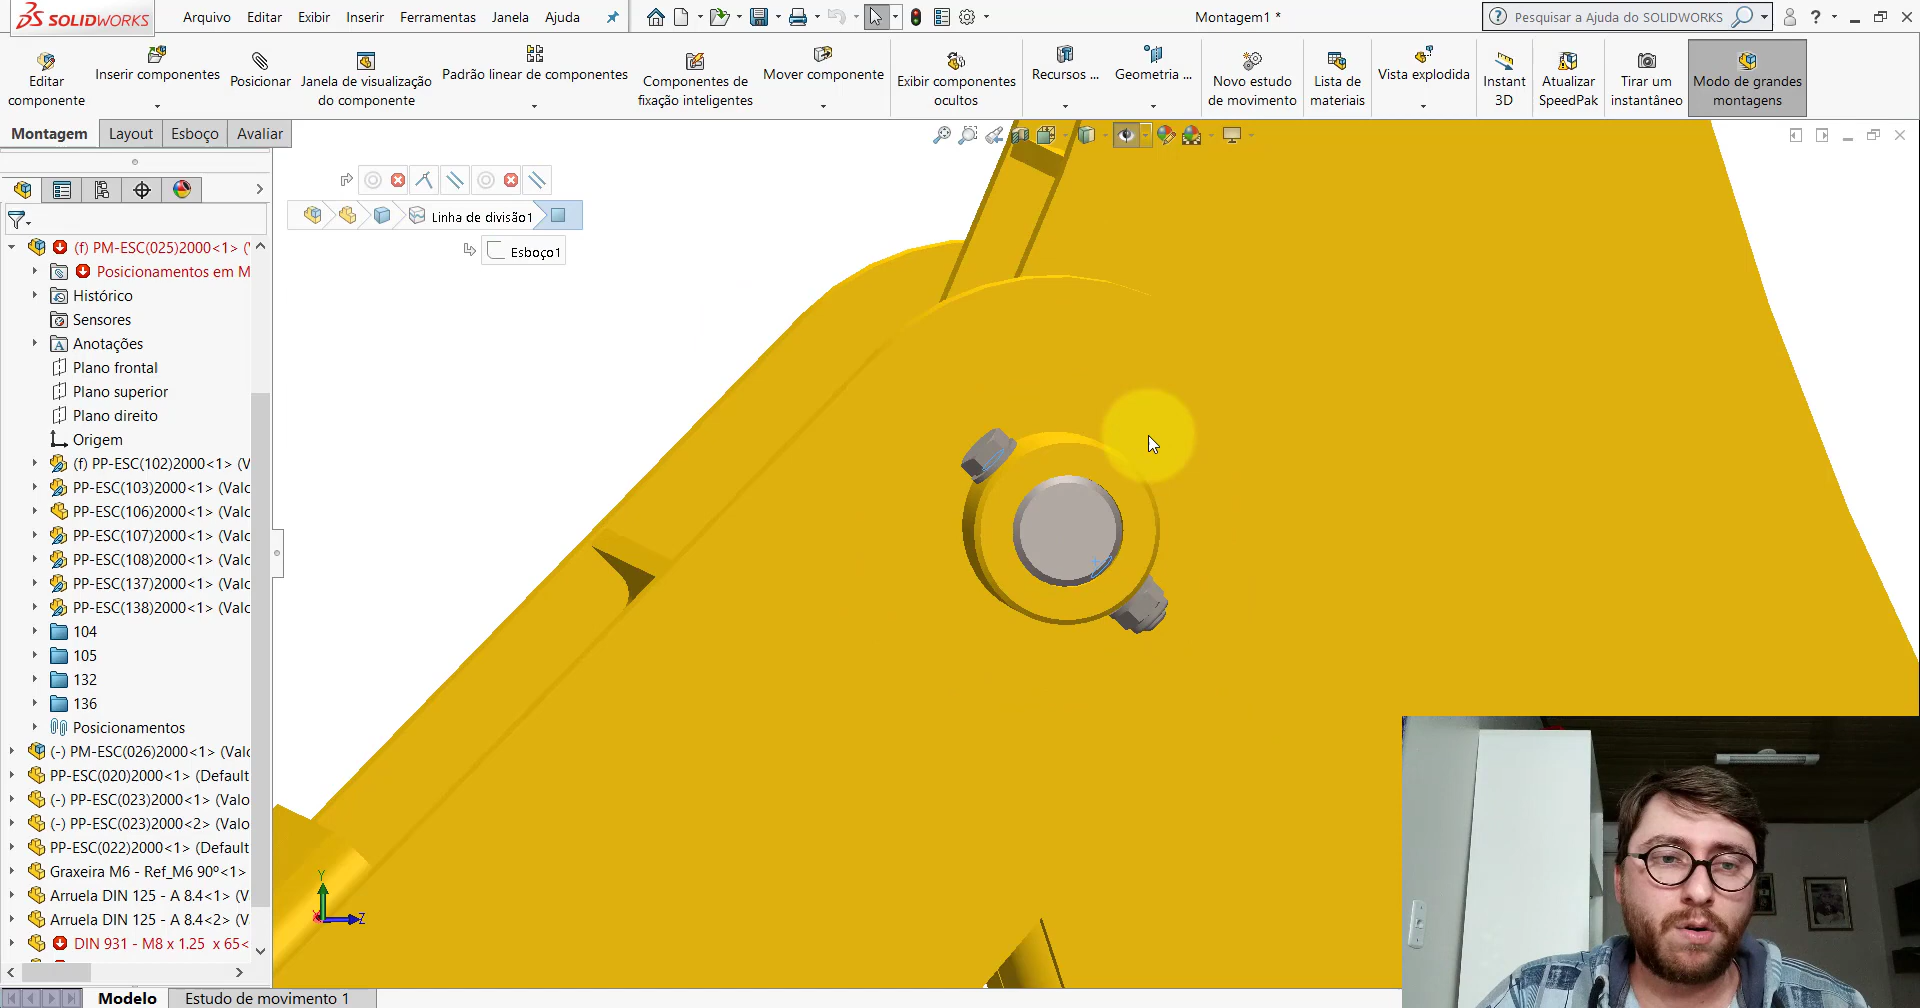 SOLIDWORKS
Arquivo Editar Exibir Inserir Ferramentas Janela Ajuda
Montagem1 *
Pesquisar a Ajuda do SOLIDWORKS
?
Editar componente
Inserir componentes
Posicionar
Janela de visualização do componente
Padrão linear de componentes
Componentes de fixação inteligentes
Mover componente
Exibir componentes ocultos
Recursos ...
Geometria ...
Novo estudo de movimento
Lista de materiais
Vista explodida
Instant 3D
Atualizar SpeedPak
Tirar um instantâneo
Modo de grandes montagens
Montagem Layout Esboço Avaliar
Linha de divisão1
Esboço1
(f) PM-ESC(025)2000<1> (
Posicionamentos em M
Histórico
Sensores
Anotações
Plano frontal
Plano superior
Plano direito
Origem
(f) PP-ESC(102)2000<1> (V
PP-ESC(103)2000<1> (Valc
PP-ESC(106)2000<1> (Valc
PP-ESC(107)2000<1> (Valc
PP-ESC(108)2000<1> (Valc
PP-ESC(137)2000<1> (Valc
PP-ESC(138)2000<1> (Valc
104
105
132
136
Posicionamentos
(-) PM-ESC(026)2000<1> (Valc
PP-ESC(020)2000<1> (Default
(-) PP-ESC(023)2000<1> (Valo
(-) PP-ESC(023)2000<2> (Valo
PP-ESC(022)2000<1> (Default
Graxeira M6 - Ref_M6 90º<1>
Arruela DIN 125 - A 8.4<1> (V
Arruela DIN 125 - A 8.4<2> (V
DIN 931 - M8 x 1.25 x 65<
Y
X
Z
Modelo Estudo de movimento 1